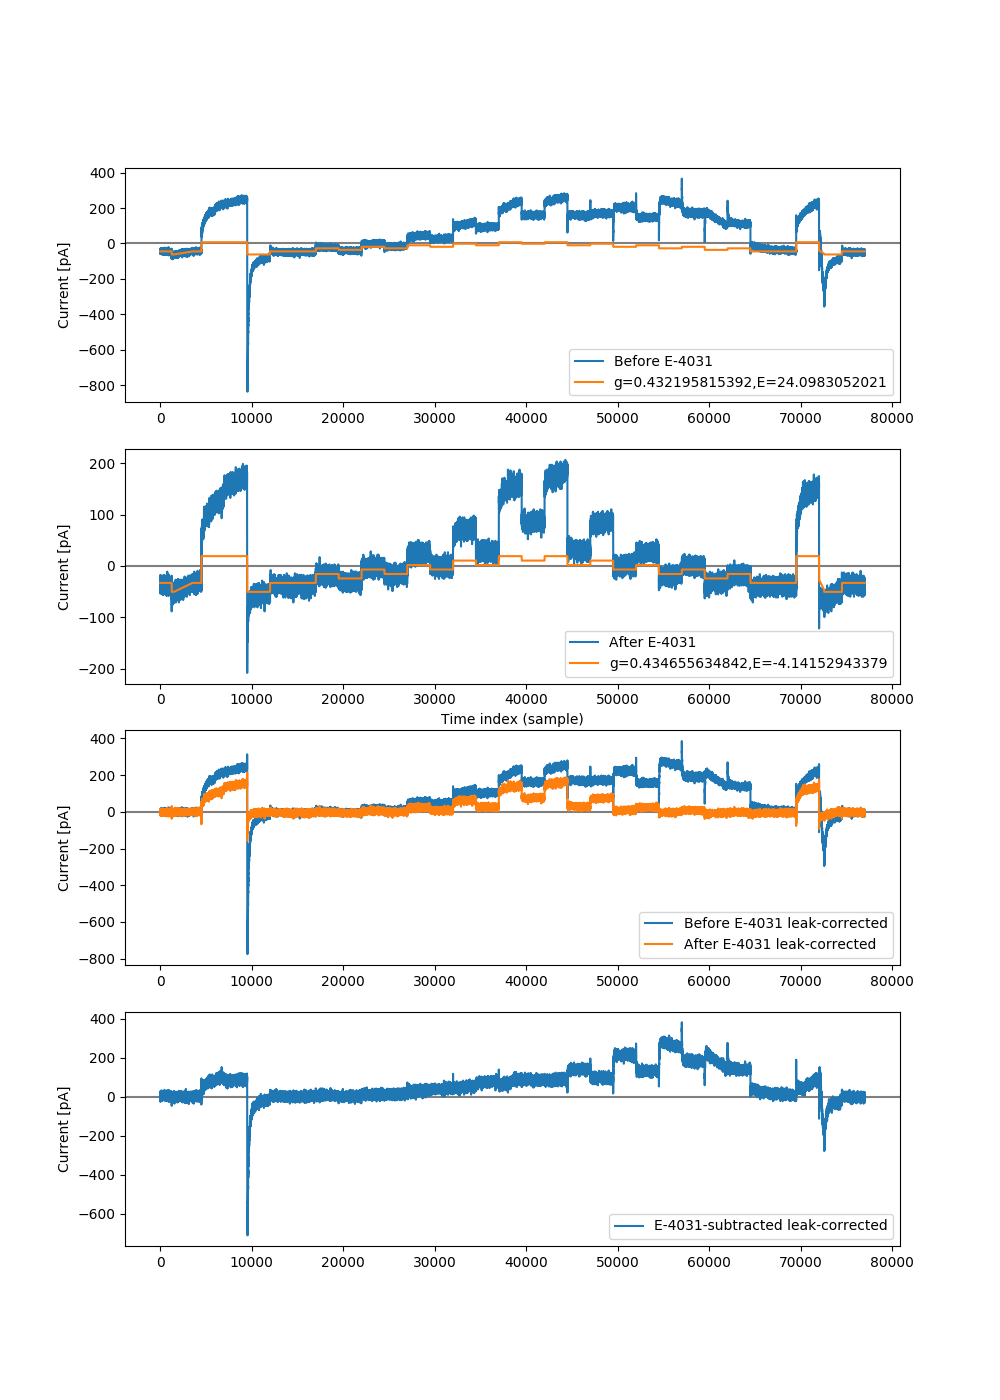 400
200
0
−200
−400
−600
−800
Current [pA]
Before E-4031
g=0.432195815392,E=24.0983052021
0 10000 20000 30000 40000 50000 60000 70000 80000
200
100
0
−100
−200
Current [pA]
After E-4031
g=0.434655634842,E=-4.14152943379
0 10000 20000 30000 40000 50000 60000 70000 80000
Time index (sample)
400
200
0
−200
−400
−600
−800
Current [pA]
Before E-4031 leak-corrected
After E-4031 leak-corrected
0 10000 20000 30000 40000 50000 60000 70000 80000
400
200
0
−200
−400
−600
Current [pA]
E-4031-subtracted leak-corrected
0 10000 20000 30000 40000 50000 60000 70000 80000